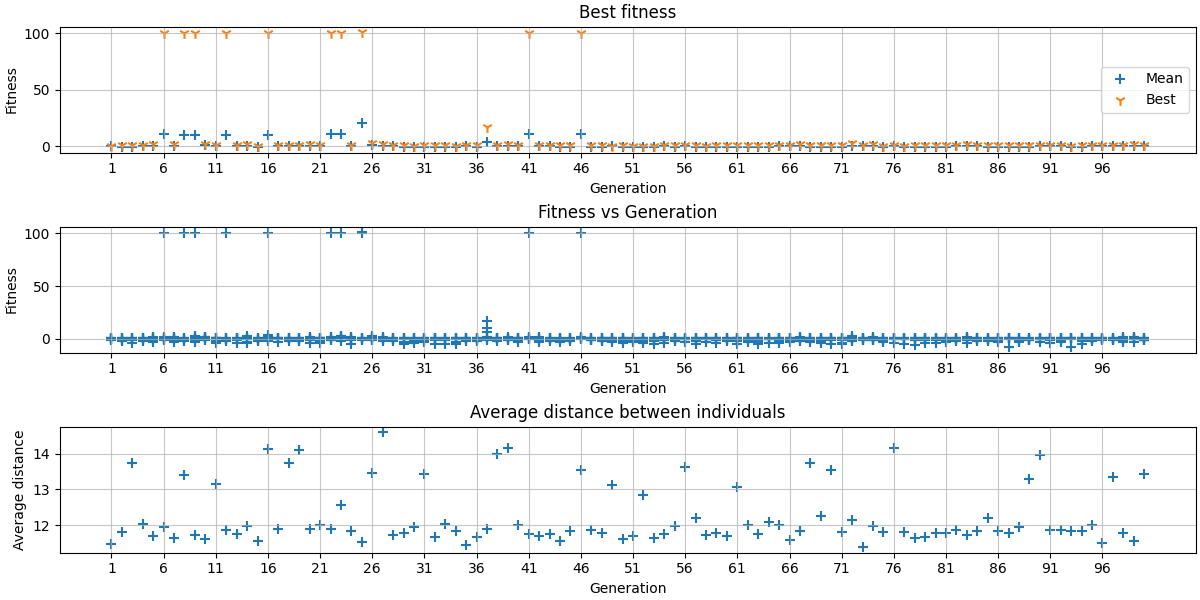 Best fitness
100
50
0
Fitness
Mean
Best
1 6 11 16 21 26 31 36 41 46 51 56 61 66 71 76 81 86 91 96
Generation
Fitness vs Generation
100
50
0
Fitness
1 6 11 16 21 26 31 36 41 46 51 56 61 66 71 76 81 86 91 96
Generation
Average distance between individuals
14
13
12
Average distance
1 6 11 16 21 26 31 36 41 46 51 56 61 66 71 76 81 86 91 96
Generation